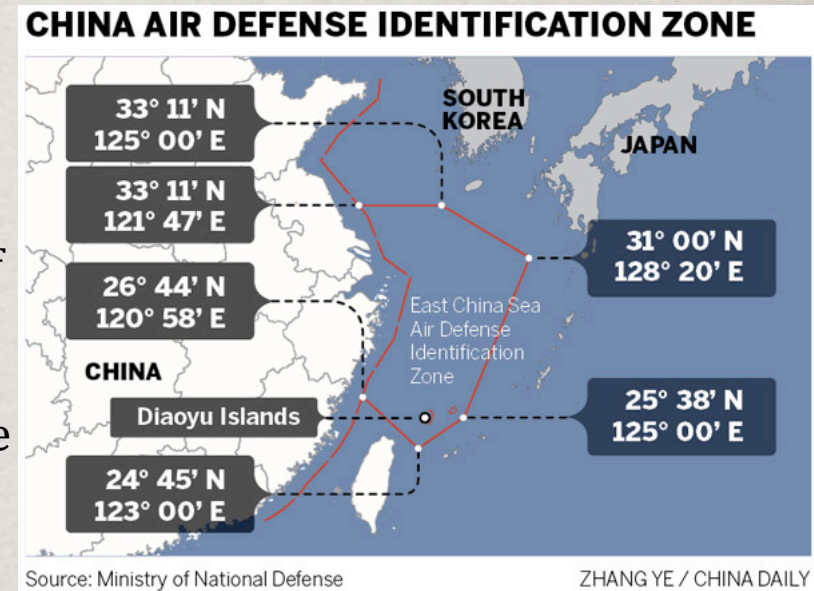 CHINA AIR DEFENSE IDENTIFICATION ZONE
33° 11’ N
125° 00’ E
SOUTH
KOREA
JAPAN
33° 11’ N
121° 47’ E
31° 00’ N
128° 20’ E
26° 44’ N
120° 58’ E
East China Sea
Air Defense
Identification
Zone
CHINA
Diaoyu Islands
25° 38’ N
125° 00’ E
24° 45’ N
123° 00’ E
Source: Ministry of National Defense
ZHANG YE / CHINA DAILY